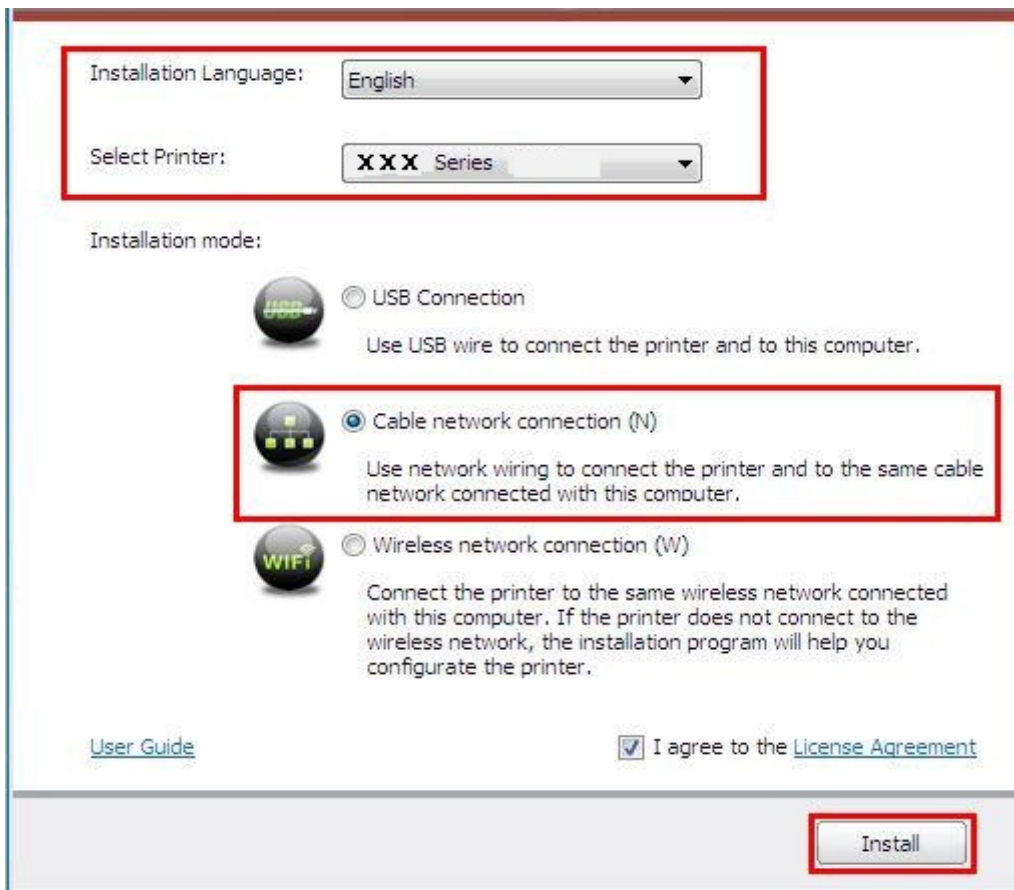 Installation Language:
English
Select Printer:
XXX Series
Installation mode:
USB
USB Connection
Use USB wire to connect the printer and to this computer.
Cable network connection (N)
Use network wiring to connect the printer and to the same cable
network connected with this computer.
WiFi
Wireless network connection (W)
Connect the printer to the same wireless network connected
with this computer. If the printer does not connect to the
wireless network, the installation program will help you
configurate the printer.
User Guide
I agree to the License Agreement
Install